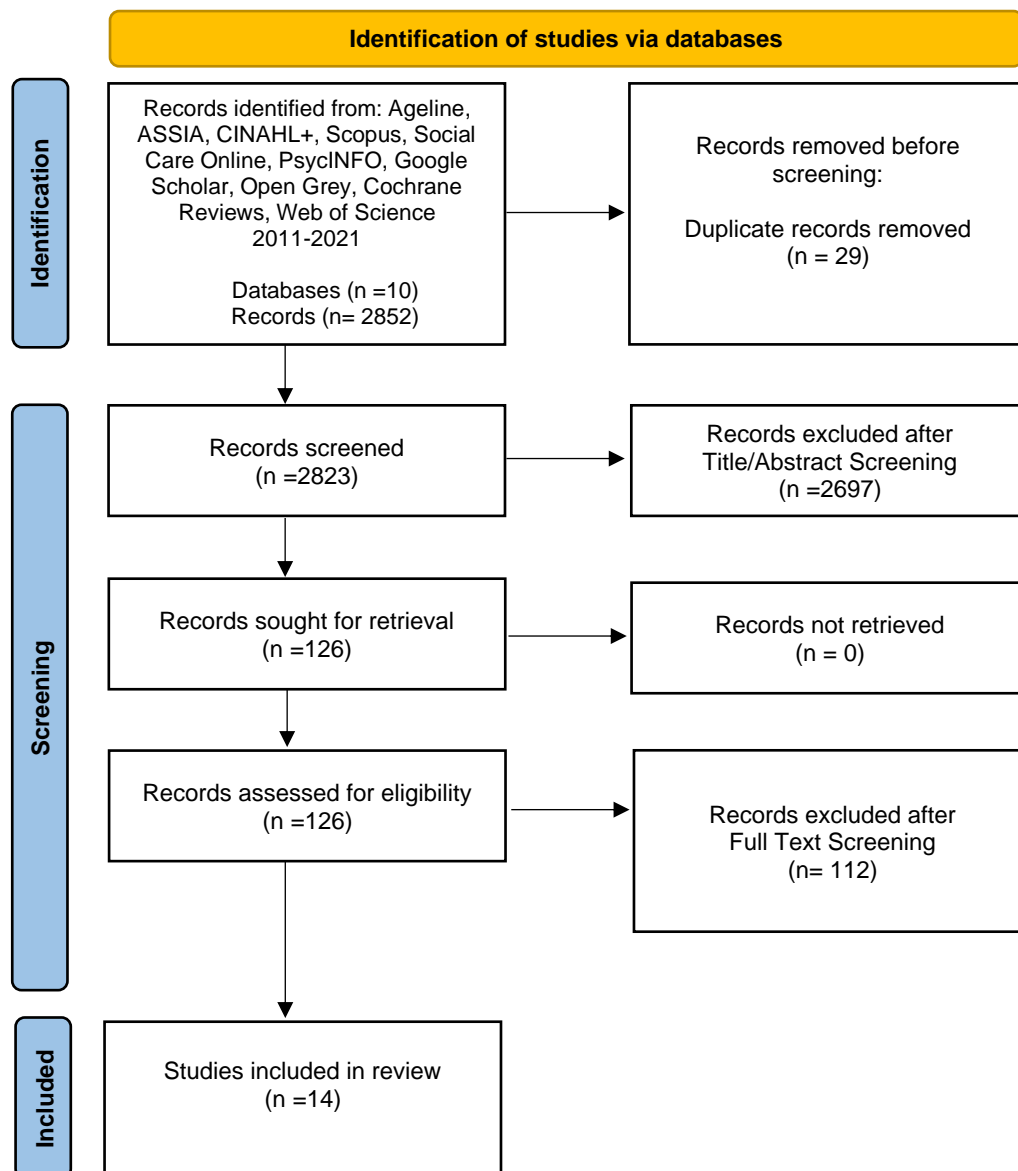 Identification of studies via databases
Identification
Records identified from: Ageline,
ASSIA, CINAHL+, Scopus, Social
Care Online, PsycINFO, Google
Scholar, Open Grey, Cochrane
Reviews, Web of Science
2011-2021
Databases (n =10)
Records (n= 2852)
Records removed before
screening:
Duplicate records removed
(n = 29)
Screening
Records screened
(n =2823)
Records excluded after
Title/Abstract Screening
(n =2697)
Records sought for retrieval
(n =126)
Records not retrieved
(n = 0)
Records assessed for eligibility
(n =126)
Records excluded after
Full Text Screening
(n= 112)
Included
Studies included in review
(n =14)